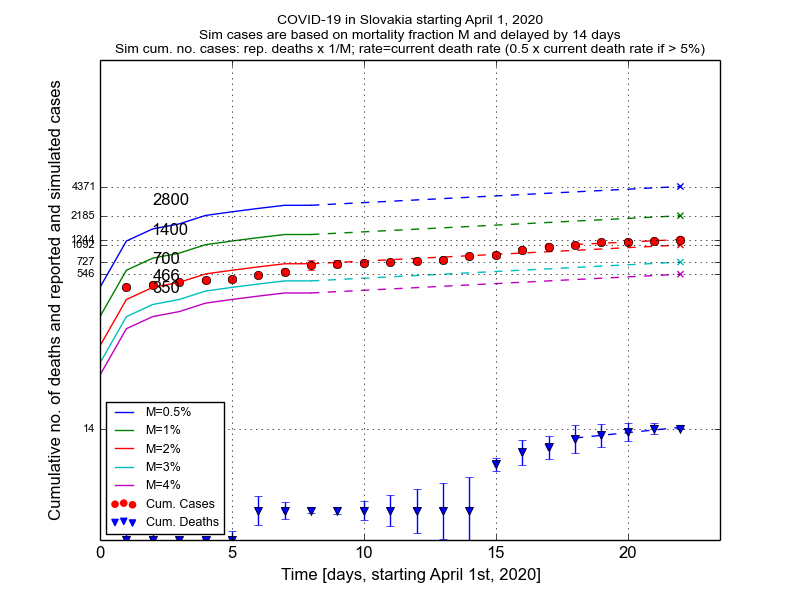 COVID-19 in Slovakia starting April 1, 2020
Sim cases are based on mortality fraction M and delayed by 14 days
Sim cum. no. cases: rep. deaths x 1/M; rate=current death rate (0.5 x current death rate if > 5%)
Cumulative no. of deaths and reported and simulated cases
4371
2185
1244
1092
727
546
14
2800
1400
700
466
350
M=0.5%
M=1%
M=2%
M=3%
M=4%
Cum. Cases
Cum. Deaths
0 5 10 15 20
Time [days, starting April 1st, 2020]